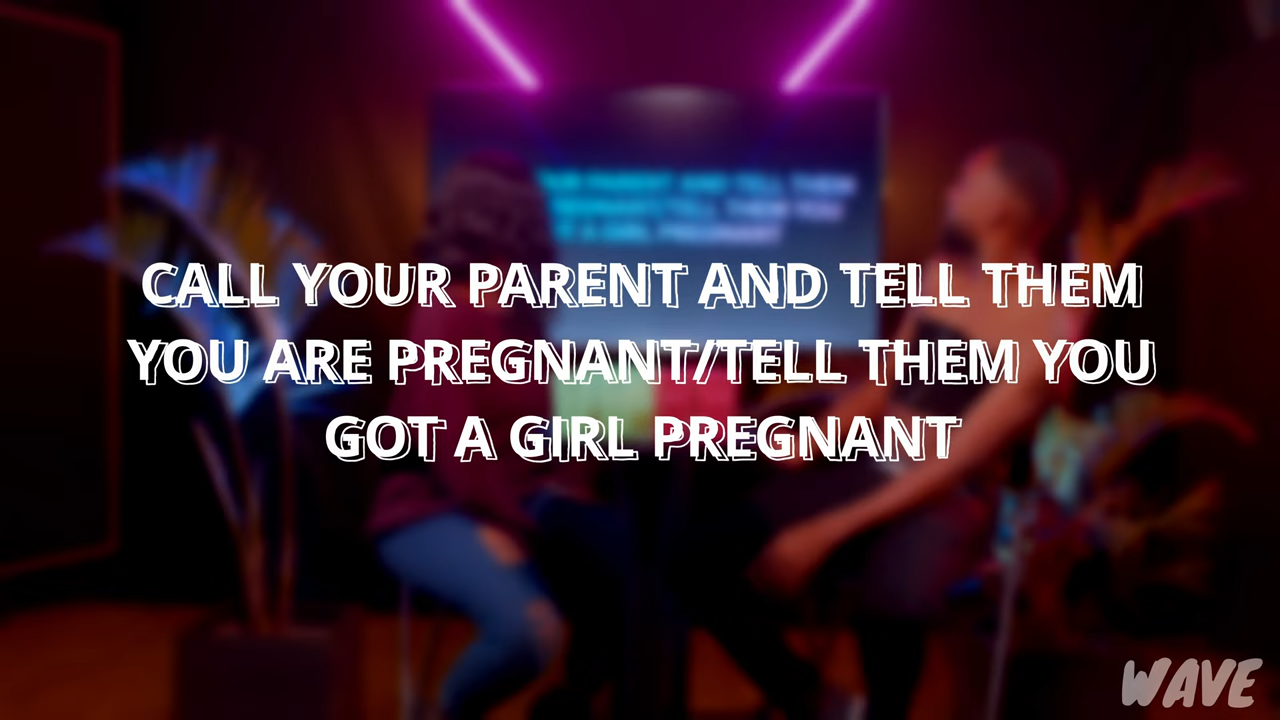 CALL YOUR PARENT AND TELL THEM
YOU ARE PREGNANT/TELL THEM YOU
GOT A GIRL PREGNANT
WAVE